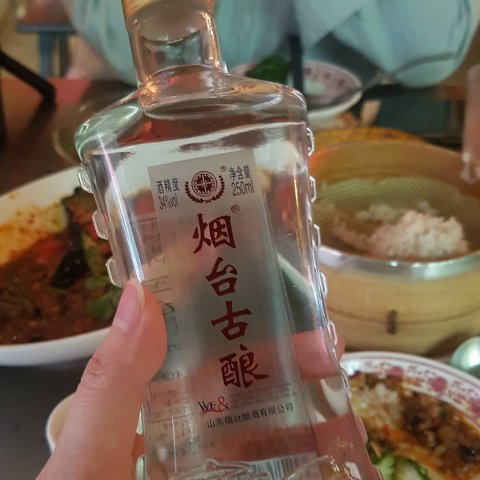 酒精度
34%vol
净含量
250ml
烟台古酿
山东烟台酿酒有限公司